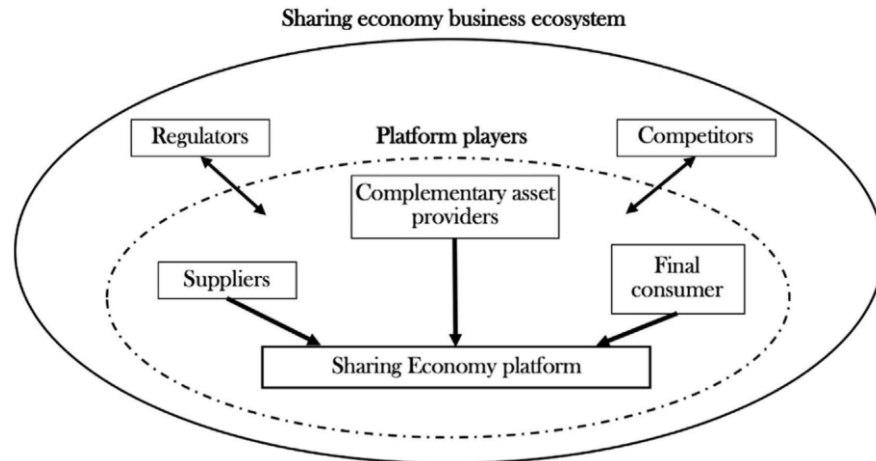 Sharing economy business ecosystem
Regulators
Platform players
Competitors
Complementary asset
providers
Suppliers
Final
consumer
Sharing Economy platform